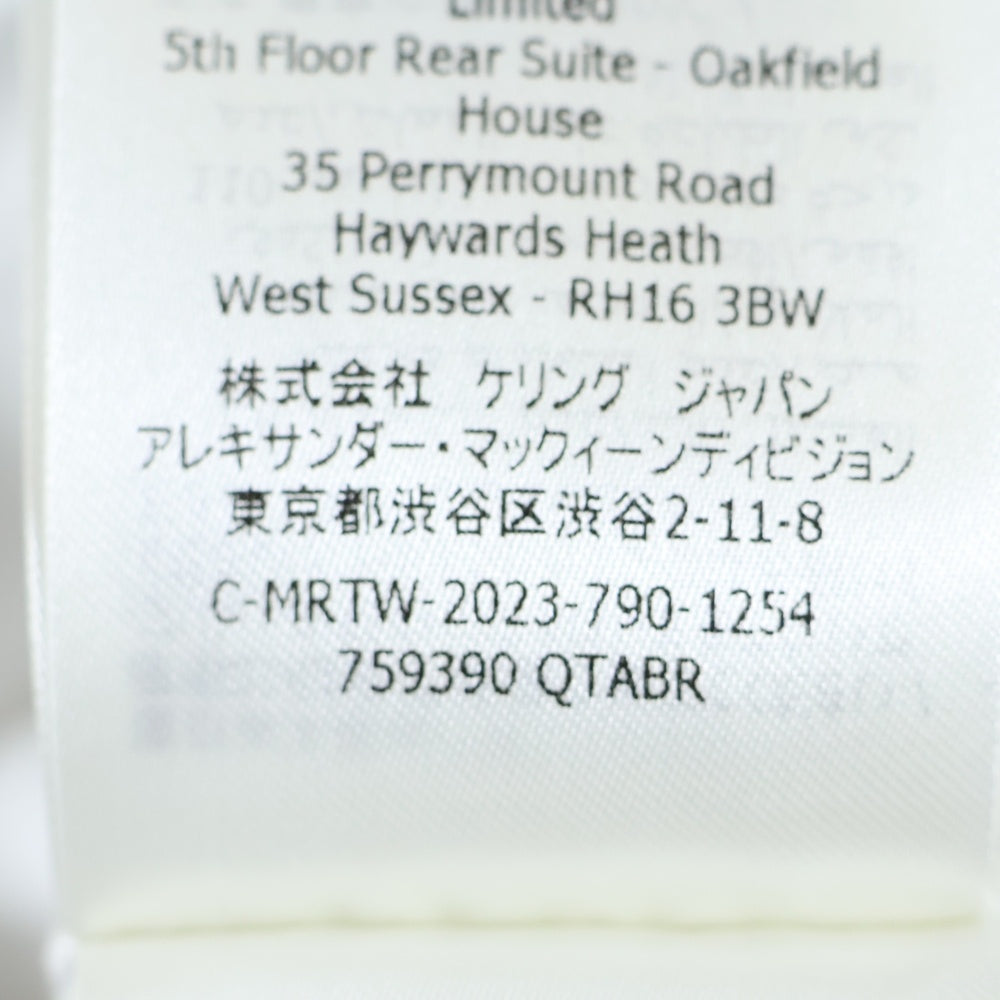 Limited
5th Floor Rear Suite - Oakfield
House
35 Perrymount Road
Haywards Heath
West Sussex - RH16 3BW
株式会社 ケリング ジャパン
アレキサンダー・マックィーンディビジョン
東京都渋谷区渋谷2-11-8
C-MRTW-2023-790-1254
759390 QTABR